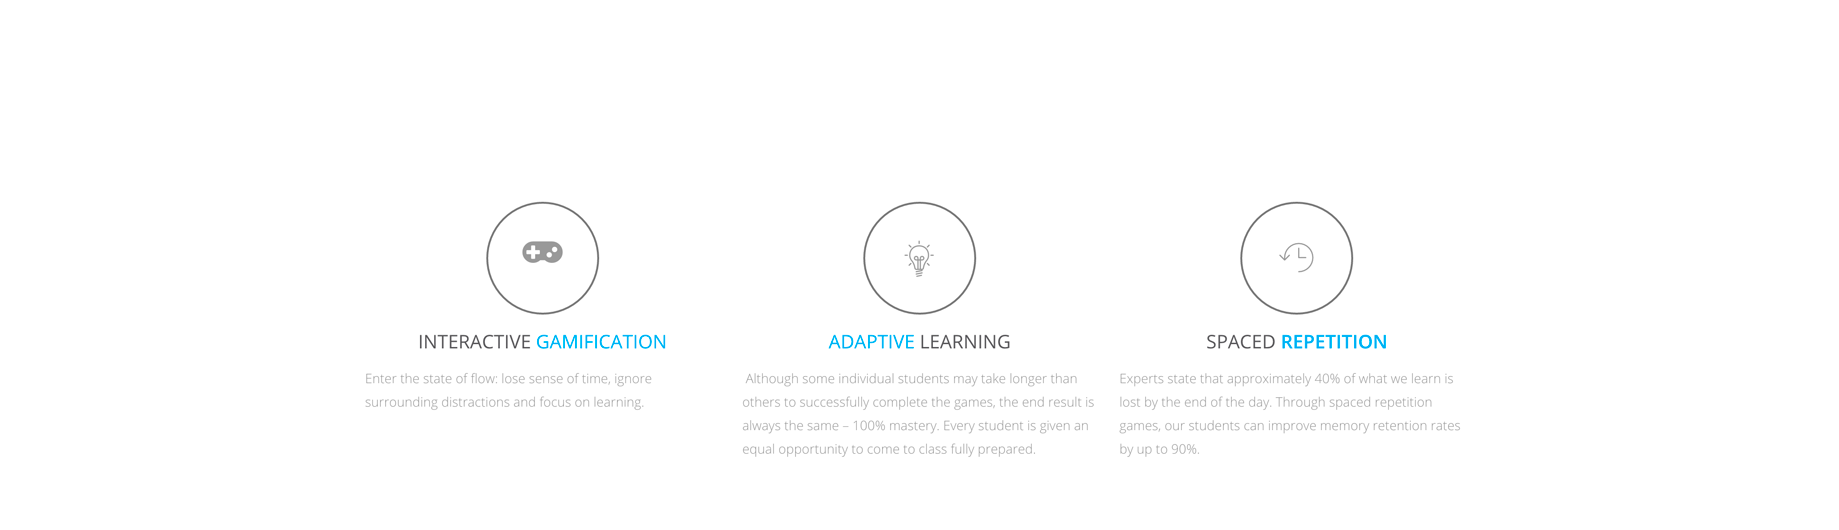 INTERACTIVE GAMIFICATION
Enter the state of flow: lose sense of time, ignore
surrounding distractions and focus on learning.
ADAPTIVE LEARNING
Although some individual students may take longer than
others to successfully complete the games, the end result is
always the same – 100% mastery. Every student is given an
equal opportunity to come to class fully prepared.
SPACED REPETITION
Experts state that approximately 40% of what we learn is
lost by the end of the day. Through spaced repetition
games, our students can improve memory retention rates
by up to 90%.